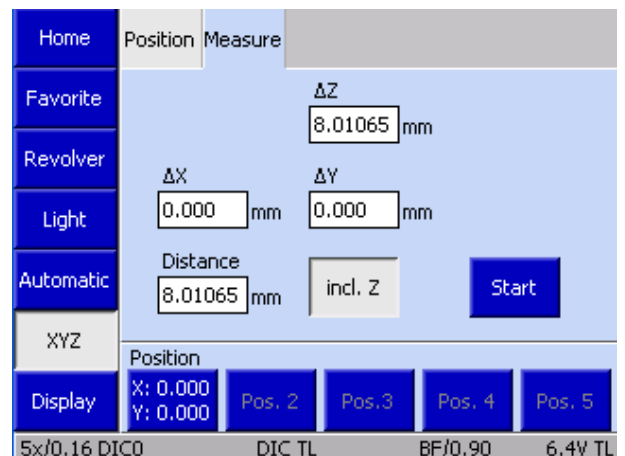 Home
Position Measure
Favorite
ΔZ
8.01065 mm
Revolver
ΔX ΔY
Light
0.000 mm 0.000 mm
Distance
Automatic
8.01065 mm incl. Z Start
XYZ
Position
Display
X: 0.000
Y: 0.000
Pos. 2 Pos.3 Pos. 4 Pos. 5
5x/0.16 DIC0 DIC TL BF/0.90 6.4V TL